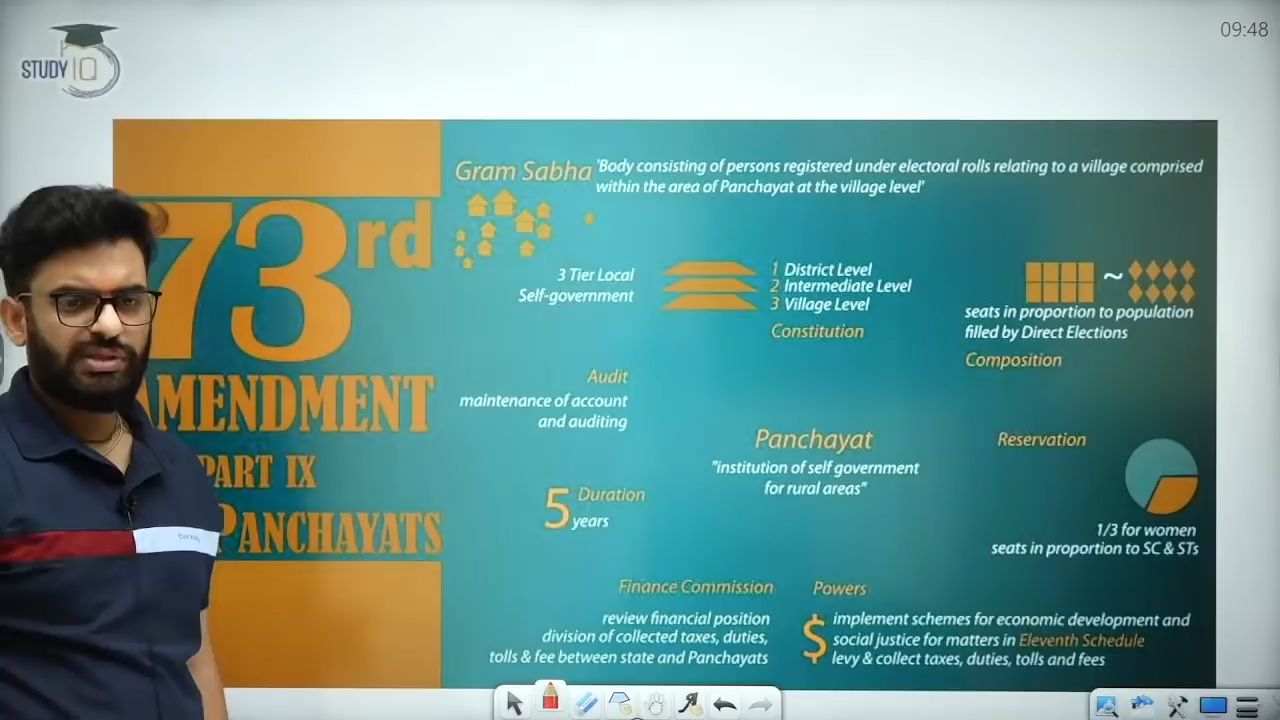 STUDY IQ
09:48
73rd
AMENDMENT
PART IX
PANCHAYATS
Gram Sabha 'Body consisting of persons registered under electoral rolls relating to a village comprised
within the area of Panchayat at the village level'
3 Tier Local
Self-government
1 District Level
2 Intermediate Level
3 Village Level
Constitution
~
seats in proportion to population
filled by Direct Elections
Composition
Audit
maintenance of account
and auditing
Panchayat
"institution of self government
for rural areas"
Reservation
1/3 for women
seats in proportion to SC & STs
5 Duration
years
Finance Commission
review financial position
division of collected taxes, duties,
tolls & fee between state and Panchayats
Powers
$ implement schemes for economic development and
social justice for matters in Eleventh Schedule
levy & collect taxes, duties, tolls and fees